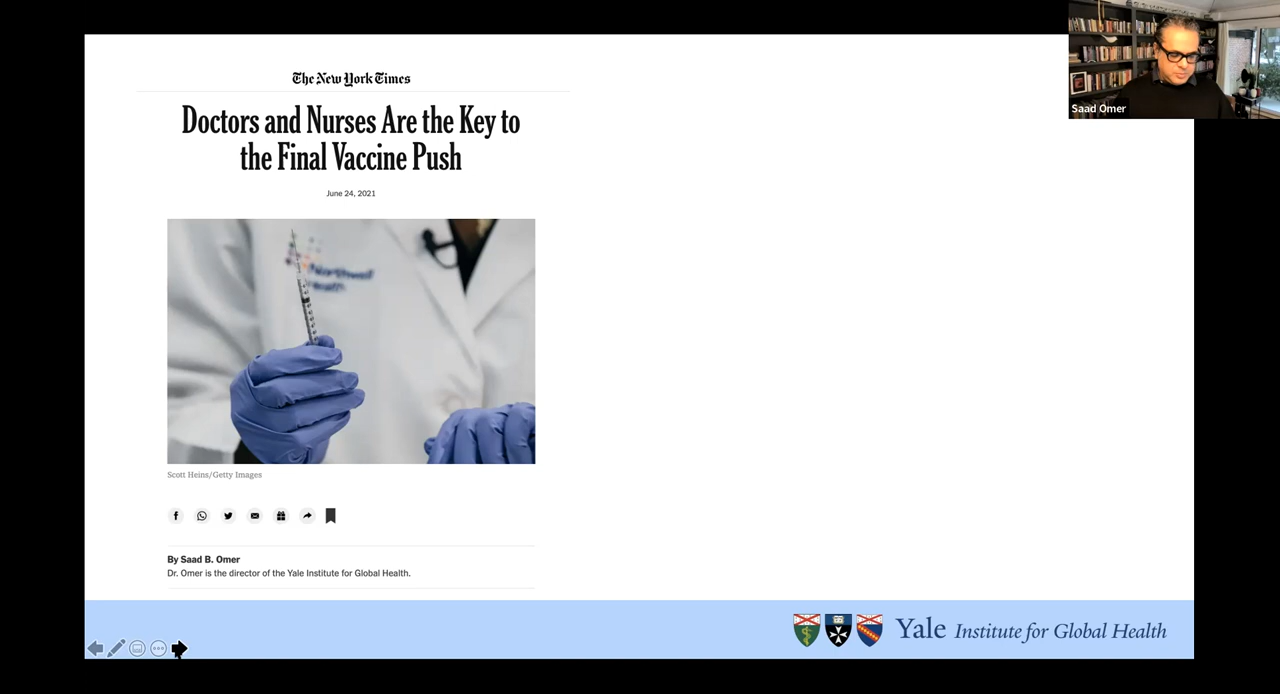 Saad Omer
The New York Times
Doctors and Nurses Are the Key to
the Final Vaccine Push
June 24, 2021
Northwell
Health
Scott Heins/Getty Images
By Saad B. Omer
Dr. Omer is the director of the Yale Institute for Global Health.
Yale Institute for Global Health